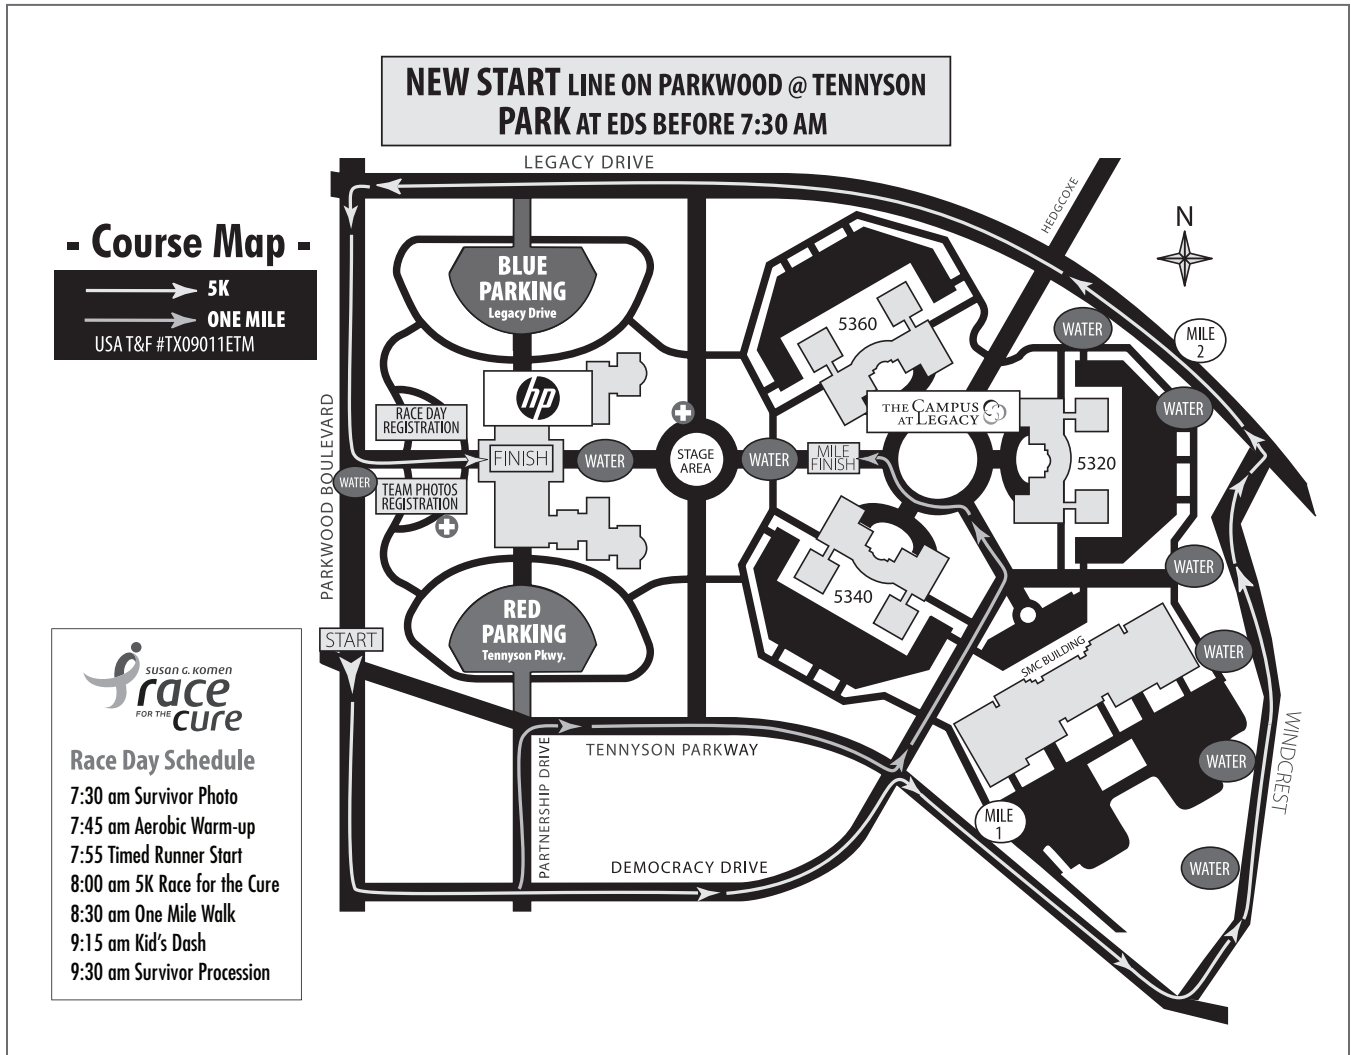 NEW START LINE ON PARKWOOD @ TENNYSON
PARK AT EDS BEFORE 7:30 AM
LEGACY DRIVE
HEDGCOXE
N
- Course Map -
5K
ONE MILE
USA T&F #TX09011ETM
BLUE
PARKING
Legacy Drive
5360
WATER
MILE
2
hp
THE CAMPUS
AT LEGACY
WATER
RACE DAY
REGISTRATION
PARKWOOD BOULEVARD
FINISH
WATER
STAGE
AREA
WATER
MILE
FINISH
5320
WATER
TEAM PHOTOS
REGISTRATION
WATER
5340
RED
PARKING
Tennyson Pkwy.
START
SMC BUILDING
WATER
WINDCREST
TENNYSON PARKWAY
PARTNERSHIP DRIVE
WATER
MILE
1
DEMOCRACY DRIVE
WATER
SUSAN G. KOMEN
race
FOR THE
cure
Race Day Schedule
7:30 am Survivor Photo
7:45 am Aerobic Warm-up
7:55 Timed Runner Start
8:00 am 5K Race for the Cure
8:30 am One Mile Walk
9:15 am Kid's Dash
9:30 am Survivor Procession